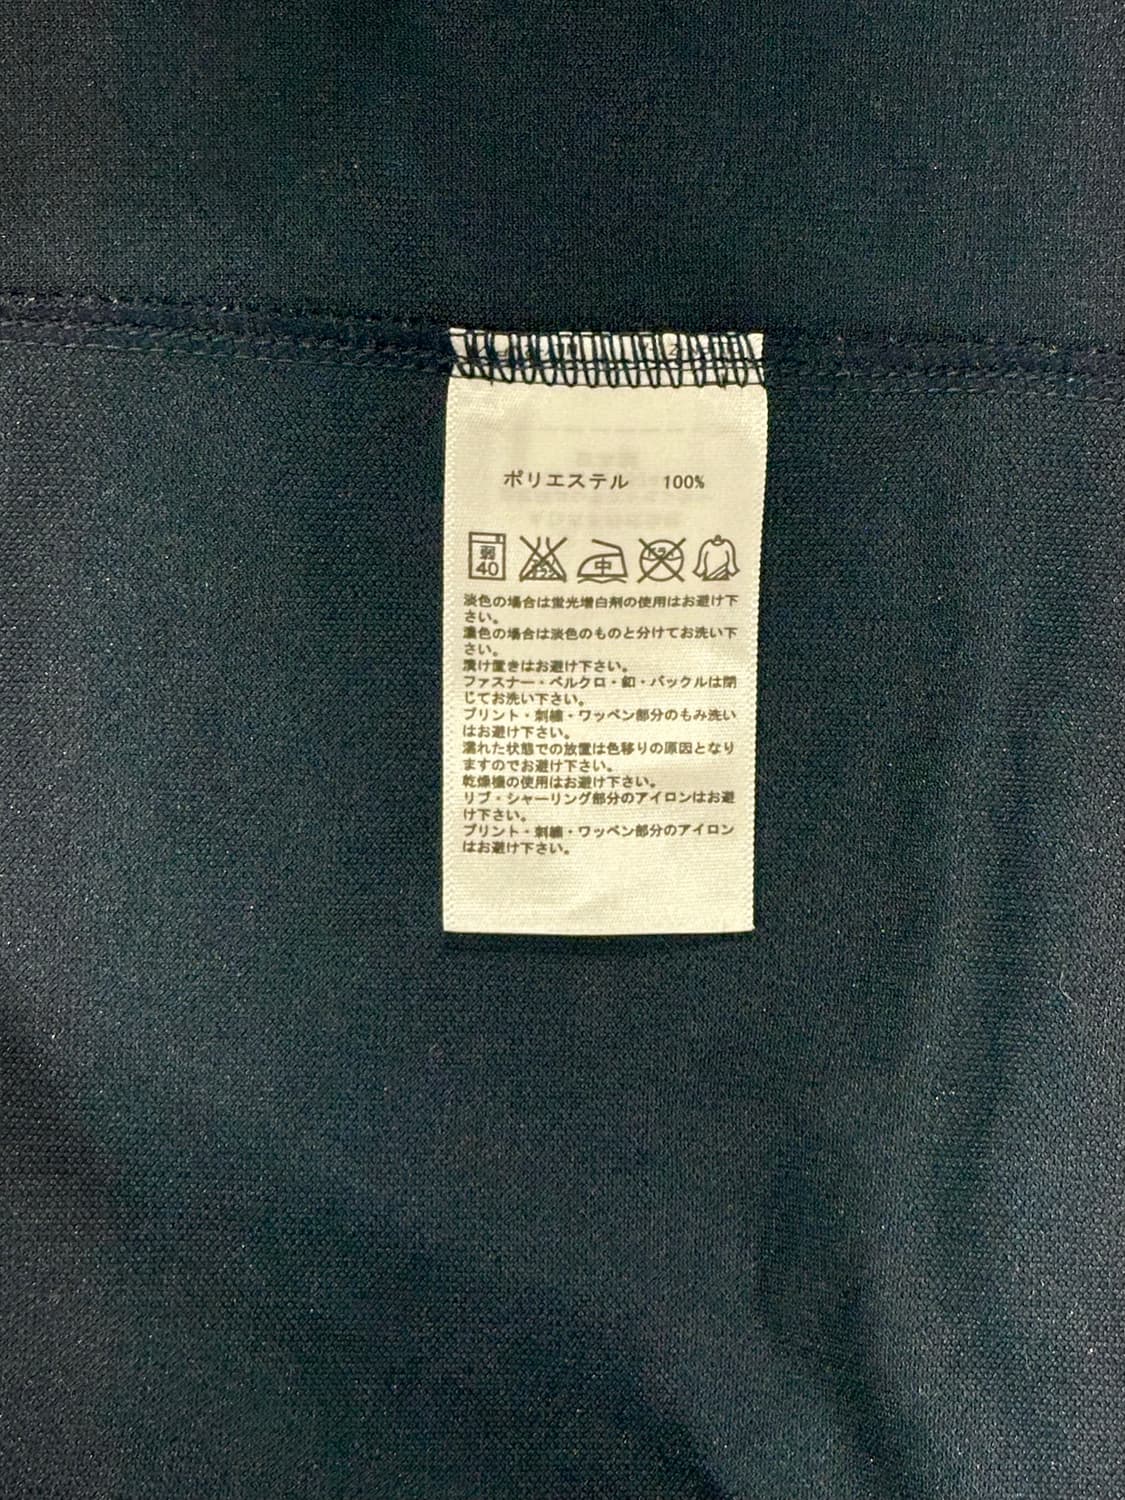 ポリエステル 100%
弱
40
エンソ
サラシ
中
ドライ
淡色の場合は蛍光増白剤の使用はお避け下
さい。
濃色の場合は淡色のものと分けてお洗い下
さい。
漬け置きはお避け下さい。
ファスナー・ベルクロ・釦・バックルは閉
じてお洗い下さい。
プリント・刺繍・ワッペン部分のもみ洗い
はお避け下さい。
濡れた状態での放置は色移りの原因となり
ますのでお避け下さい。
乾燥機の使用はお避け下さい。
リブ・シャーリング部分のアイロンはお避
け下さい。
プリント・刺繍・ワッペン部分のアイロン
はお避け下さい。